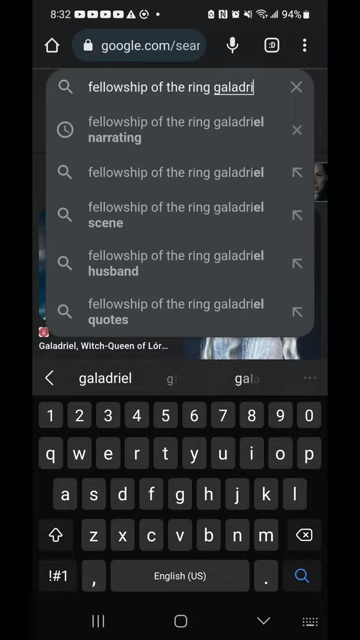 8:32
94%
google.com/sear
:D
fellowship of the ring galadri
fellowship of the ring galadriel
narrating
fellowship of the ring galadriel
fellowship of the ring galadriel
scene
fellowship of the ring galadriel
husband
fellowship of the ring galadriel
quotes
Galadriel, Witch-Queen of Lór...
galadriel gala
1 2 3 4 5 6 7 8 9 0
q w e r t y u i o p
a s d f g h j k l
z x c v b n m
!#1 , English (US) .